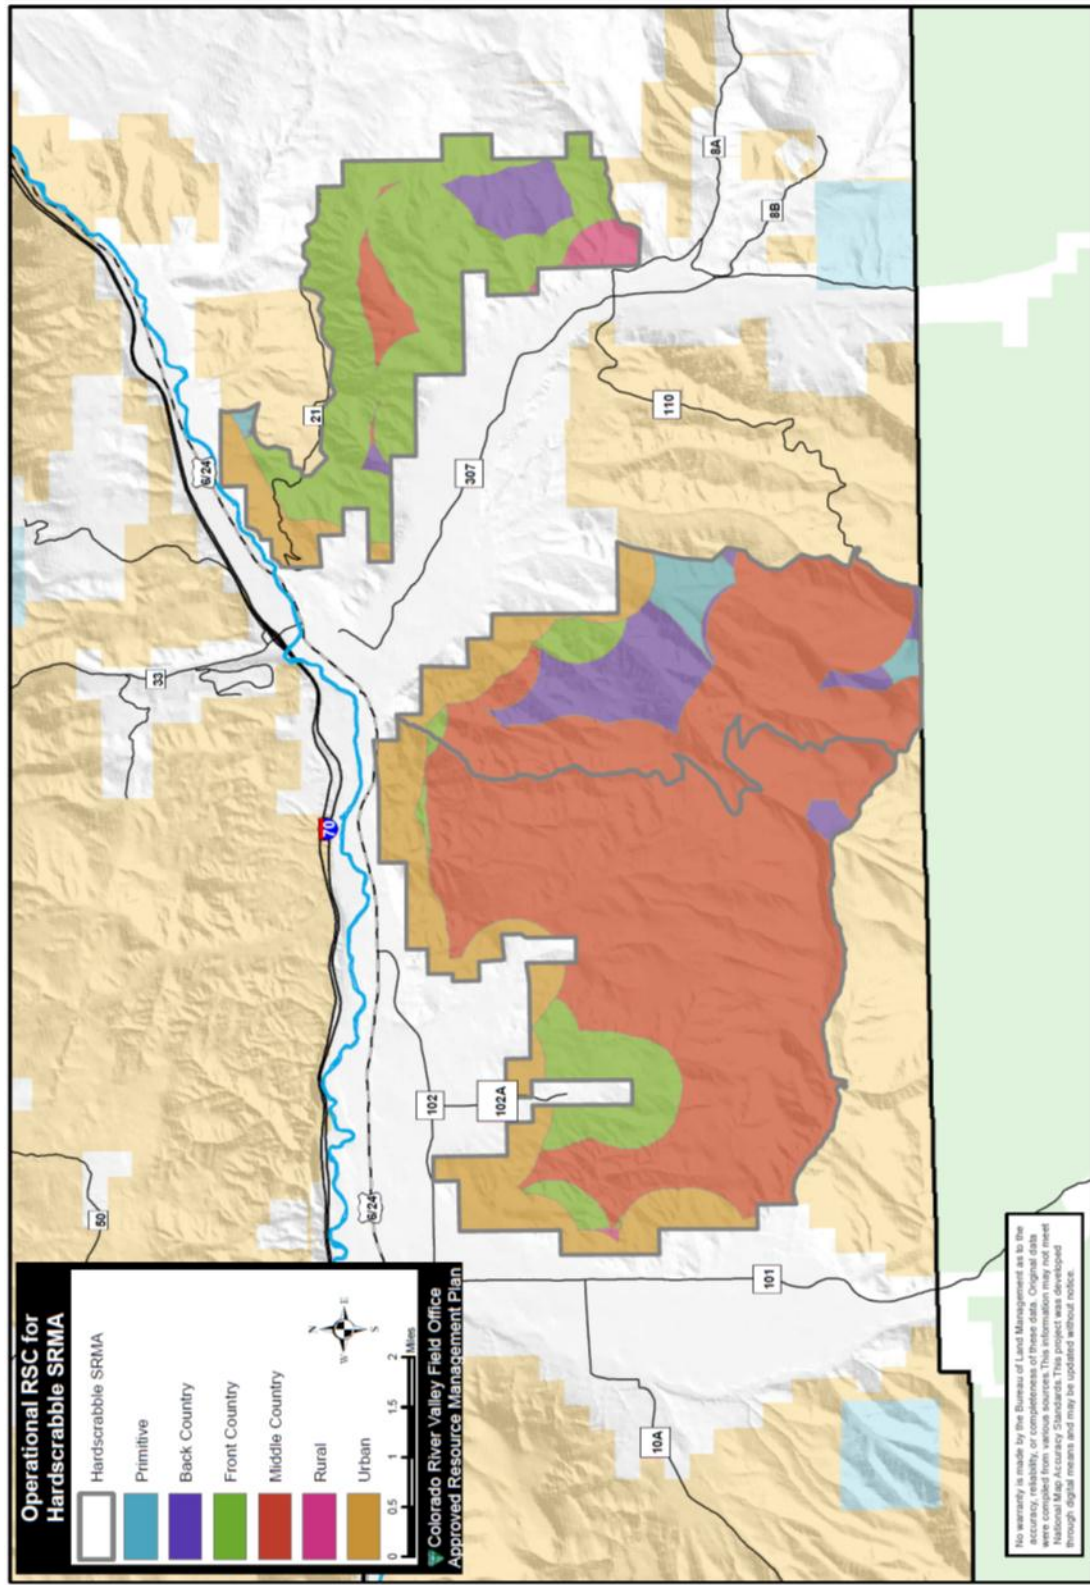 Operational RSC for
Hardscrabble SRMA
Hardscrabble SRMA
Primitive
Back Country
Front Country
Middle Country
Rural
Urban
N
W E
S
0 0.5 1 1.5 2
Miles
Colorado River Valley Field Office
Approved Resource Management Plan
50
6/24
102
102A
101
10A
70
33
6/24
21
307
110
8A
8B
No warranty is made by the Bureau of Land Management as to the
accuracy, reliability, or completeness of these data. Original data
were compiled from various sources. This information may not meet
National Map Accuracy Standards. This project was developed
through digital means and may be updated without notice.